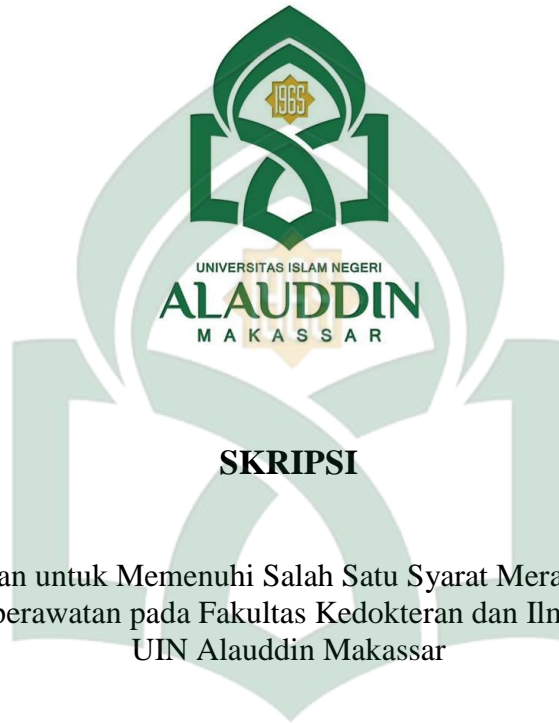 1965
UNIVERSITAS ISLAM NEGERI
ALAUDDIN
MAKASSAR
SKRIPSI
an untuk Memenuhi Salah Satu Syarat Mera
perawatan pada Fakultas Kedokteran dan Iln
UIN Alauddin Makassar